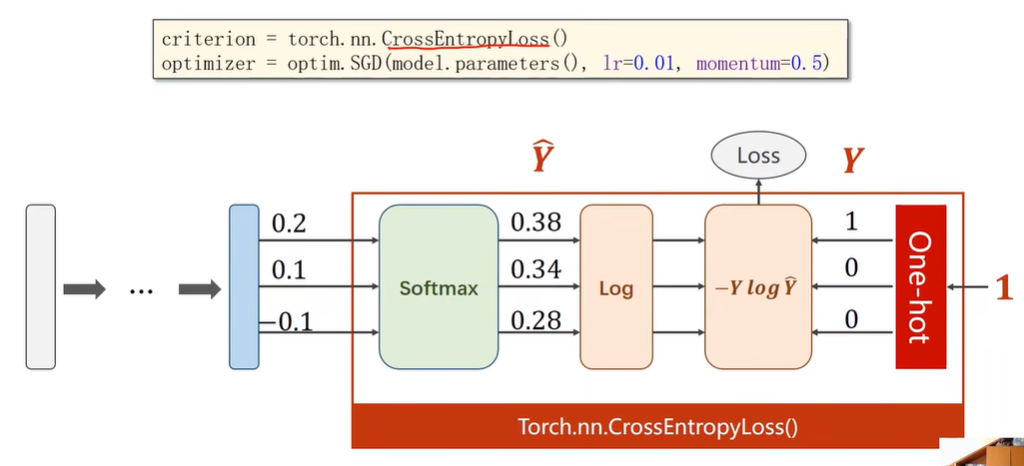 criterion = torch.nn.CrossEntropyLoss()
optimizer = optim.SGD(model.parameters(), lr=0.01, momentum=0.5)
Ŷ
Loss
Y
0.2
0.38
1
0.1
0.34
0
−0.1
0.28
0
Softmax
Log
−Y log Ŷ
One-hot
1
...
Torch.nn.CrossEntropyLoss()